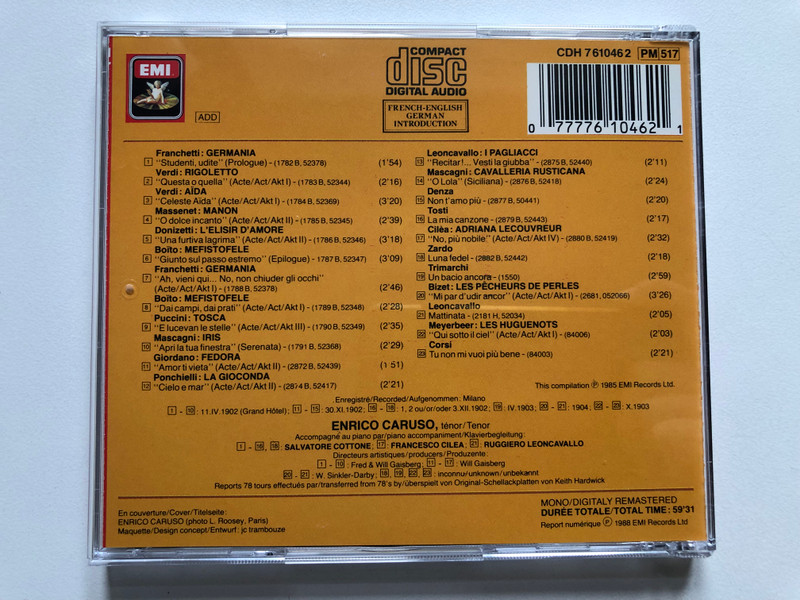 EMI
ADD
COMPACT
disc
DIGITAL AUDIO
FRENCH-ENGLISH
GERMAN
INTRODUCTION
CDH 7 61046 2 PM 517
0 77776 10462 1
Franchetti: GERMANIA
1 "Studenti, udite" (Prologue) - (1782 B, 52378) (1'54)
Verdi: RIGOLETTO
2 "Questa o quella" (Acte/Act/Akt I) - (1783 B, 52344) (2'16)
Verdi: AÏDA
3 "Celeste Aïda" (Acte/Act/Akt I) - (1784 B, 52369) (3'20)
Massenet: MANON
4 "O dolce incanto" (Acte/Act/Akt II) - (1785 B, 52345) (2'39)
Donizetti: L'ELISIR D'AMORE
5 "Una furtiva lagrima" (Acte/Act/Akt II) - (1786 B, 52346) (3'18)
Boito: MEFISTOFELE
6 "Giunto sul passo estremo" (Epilogue) - (1787 B, 52347) (3'09)
Franchetti: GERMANIA
7 "Ah, vieni qui... No, non chiuder gli occhi"
(Acte/Act/Akt I) - (1788 B, 52378) (2'46)
Boito: MEFISTOFELE
8 "Dai campi, dai prati" (Acte/Act/Akt I) - (1789 B, 52348) (2'28)
Puccini: TOSCA
9 "E lucevan le stelle" (Acte/Act/Akt III) - (1790 B, 52349) (2'35)
Mascagni: IRIS
10 "Apri la tua finestra" (Serenata) - (1791 B, 52368) (2'29)
Giordano: FEDORA
11 "Amor ti vieta" (Acte/Act/Akt II) - (2872 B, 52439) (1'51)
Ponchielli: LA GIOCONDA
12 "Cielo e mar" (Acte/Act/Akt II) - (2874 B, 52417) (2'21)
Leoncavallo: I PAGLIACCI
13 "Recitar!... Vesti la giubba" - (2875 B, 52440) (2'11)
Mascagni: CAVALLERIA RUSTICANA
14 "O Lola" (Siciliana) - (2876 B, 52418) (2'24)
Denza
15 Non t'amo più - (2877 B, 50441) (2'20)
Tosti
16 La mia canzone - (2879 B, 52443) (2'17)
Cilèa: ADRIANA LECOUVREUR
17 "No, più nobile" (Acte/Act/Akt IV) - (2880 B, 52419) (2'32)
Zardo
18 Luna fedel - (2882 B, 52442) (2'18)
Trimarchi
19 Un bacio ancora - (1550) (2'59)
Bizet: LES PÊCHEURS DE PERLES
20 "Mi par d'udir ancor" (Acte/Act/Akt I) - (2681, 052066) (3'26)
Leoncavallo
21 Mattinata - (2181 H, 52034) (2'05)
Meyerbeer: LES HUGUENOTS
22 "Qui sotto il ciel" (Acte/Act/Akt I) - (84006) (2'03)
Corsi
23 Tu non mi vuoi più bene - (84003) (2'21)
This compilation ℗ 1985 EMI Records Ltd.
Enregistré/Recorded/Aufgenommen: Milano
1 - 10: 11.IV.1902 (Grand Hôtel); 11 - 15: 30.XI.1902; 16 - 18: 1, 2 ou/or/oder 3.XII.1902; 19: IV.1903; 20 - 21: 1904; 22 - 23: X.1903
ENRICO CARUSO, ténor/Tenor
Accompagné au piano par/piano accompaniment/Klavierbegleitung:
1 - 16, 18: SALVATORE COTTONE; 17: FRANCESCO CILEA; 21: RUGGIERO LEONCAVALLO
Directeurs artistiques/producers/Produzente:
1 - 10: Fred & Will Gaisberg; 11 - 17: Will Gaisberg
20 - 21: W. Sinkler-Darby; 18, 19, 22, 23: inconnu/unknown/unbekannt
Reports 78 tours effectués par/transferred from 78's by/überspielt von Original-Schellackplatten von Keith Hardwick
En couverture/Cover/Titelseite:
ENRICO CARUSO (photo L. Roosey, Paris)
Maquette/Design concept/Entwurf: jc trambouze
MONO/DIGITALY REMASTERED
DURÉE TOTALE/TOTAL TIME: 59'31
Report numérique ℗ 1988 EMI Records Ltd